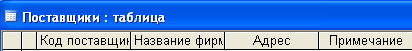 Поставщики : таблица
Код поставщи Название фирм Адрес Примечание